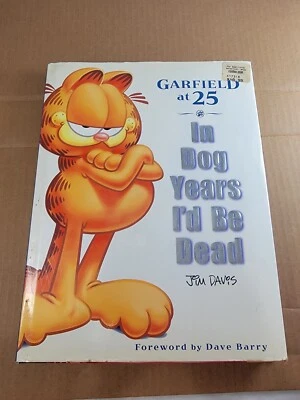 GARFIELD
at 25
In
Dog
Years
I'd Be
Dead
JIM DAVIS
Foreword by Dave Barry